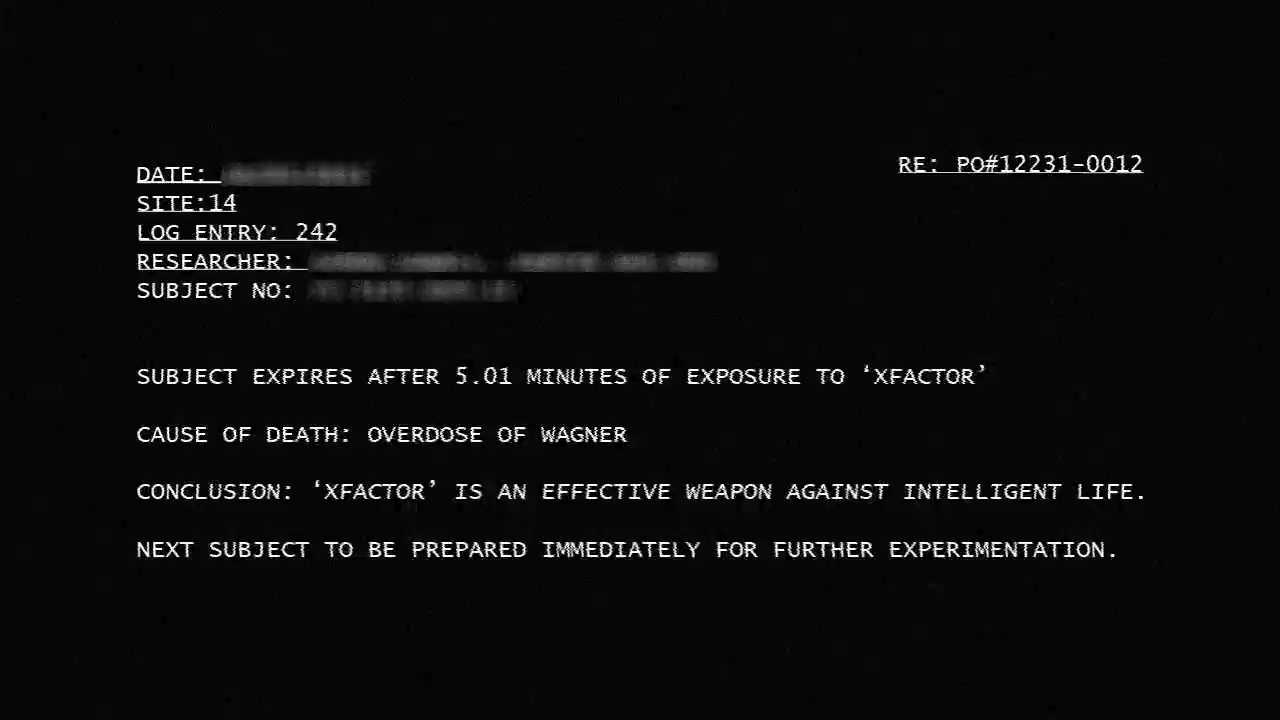 RE: PO#12231-0012
DATE:
SITE:14
LOG ENTRY: 242
RESEARCHER:
SUBJECT NO:
SUBJECT EXPIRES AFTER 5.01 MINUTES OF EXPOSURE TO ‘XFACTOR’
CAUSE OF DEATH: OVERDOSE OF WAGNER
CONCLUSION: ‘XFACTOR’ IS AN EFFECTIVE WEAPON AGAINST INTELLIGENT LIFE.
NEXT SUBJECT TO BE PREPARED IMMEDIATELY FOR FURTHER EXPERIMENTATION.